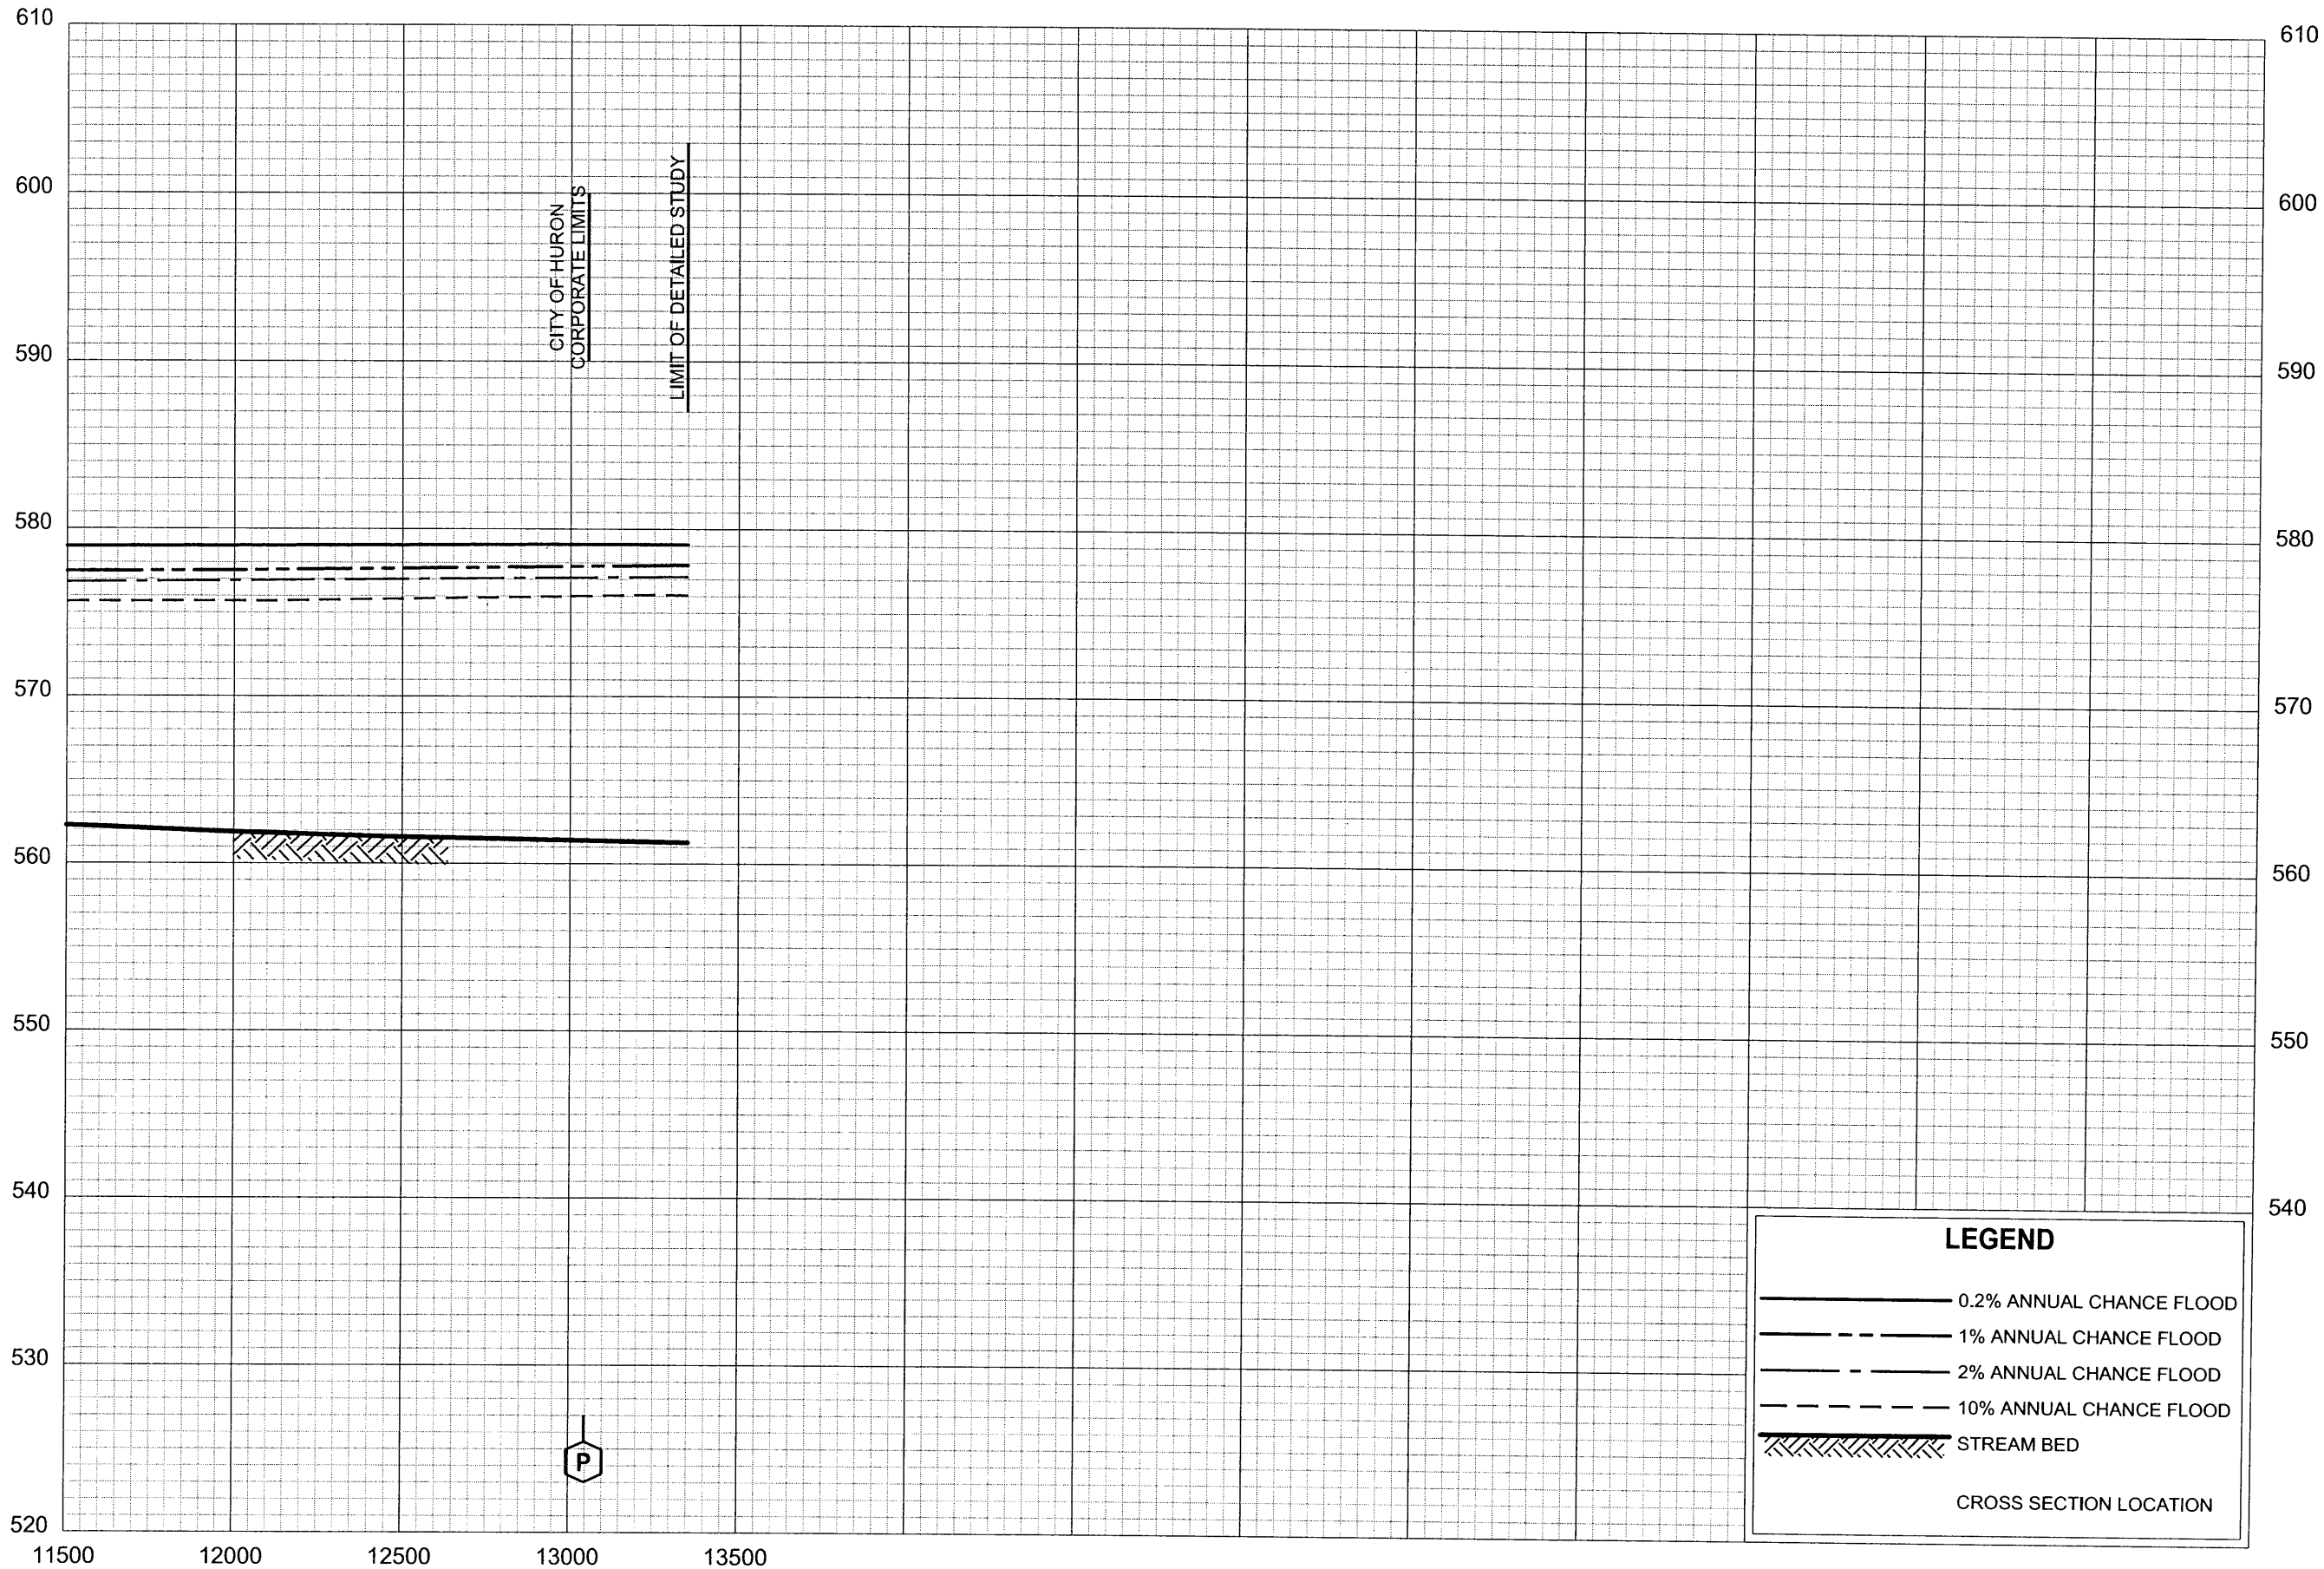 610
600
590
580
570
560
550
540
530
520
610
600
590
580
570
560
550
540
CITY OF HURON
CORPORATE LIMITS
LIMIT OF DETAILED STUDY
P
11500 12000 12500 13000 13500
LEGEND
0.2% ANNUAL CHANCE FLOOD
1% ANNUAL CHANCE FLOOD
2% ANNUAL CHANCE FLOOD
10% ANNUAL CHANCE FLOOD
STREAM BED
CROSS SECTION LOCATION